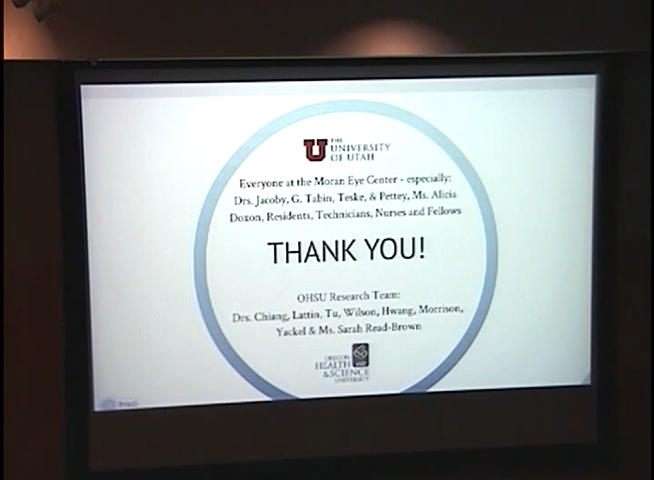 THE
UNIVERSITY
OF UTAH
Everyone at the Moran Eye Center - especially:
Drs. Jacoby, G. Tabin, Teske, & Pettey, Ms. Alicia
Doxon, Residents, Technicians, Nurses and Fellows
THANK YOU!
OHSU Research Team:
Drs. Chiang, Lattin, Tu, Wilson, Hwang, Morrison,
Yackel & Ms. Sarah Read-Brown
OREGON
HEALTH
&SCIENCE
UNIVERSITY
Prezi